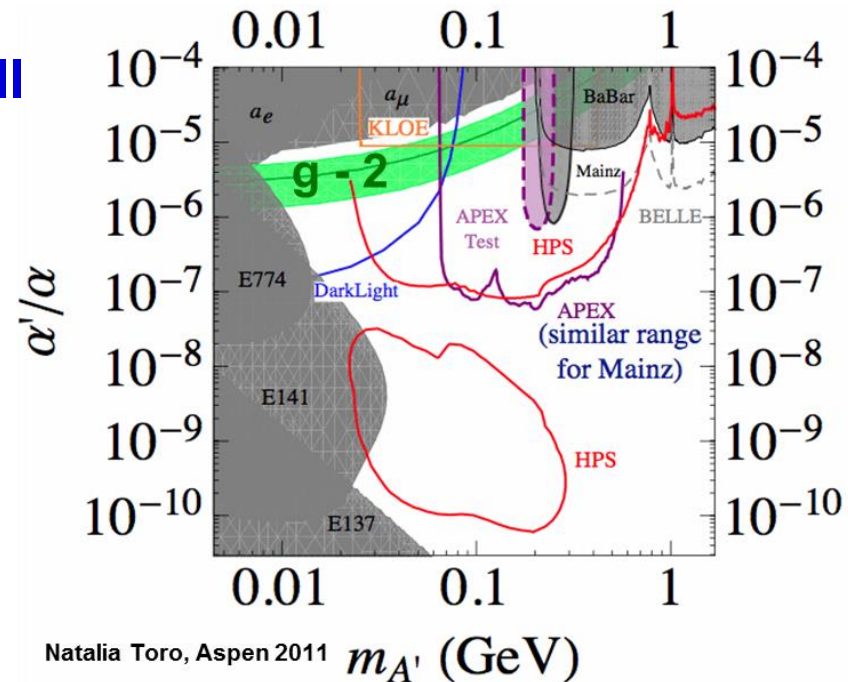 ll
0.01 0.1 1
10⁻⁴ 10⁻⁴
a_e a_μ BaBar
KLOE
10⁻⁵ 10⁻⁵
g - 2 Mainz
10⁻⁶ APEX BELLE 10⁻⁶
Test HPS
E774
DarkLight
10⁻⁷ APEX 10⁻⁷
(similar range
for Mainz)
α'/α
10⁻⁸ 10⁻⁸
E141
10⁻⁹ HPS 10⁻⁹
10⁻¹⁰ 10⁻¹⁰
E137
0.01 0.1 1
Natalia Toro, Aspen 2011 m_A' (GeV)